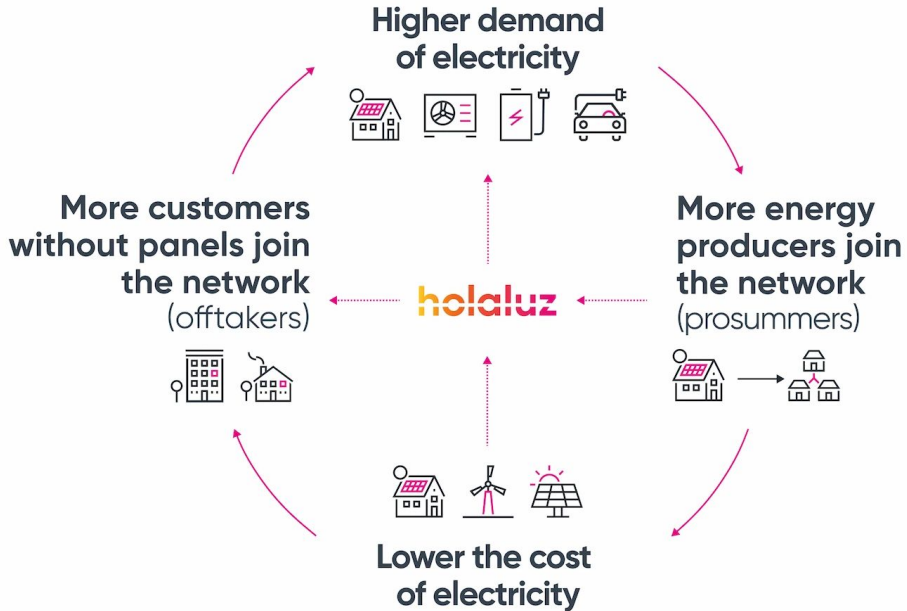 Higher demand
of electricity
More customers
without panels join
the network
(offtakers)
holaluz
More energy
producers join
the network
(prosummers)
Lower the cost
of electricity